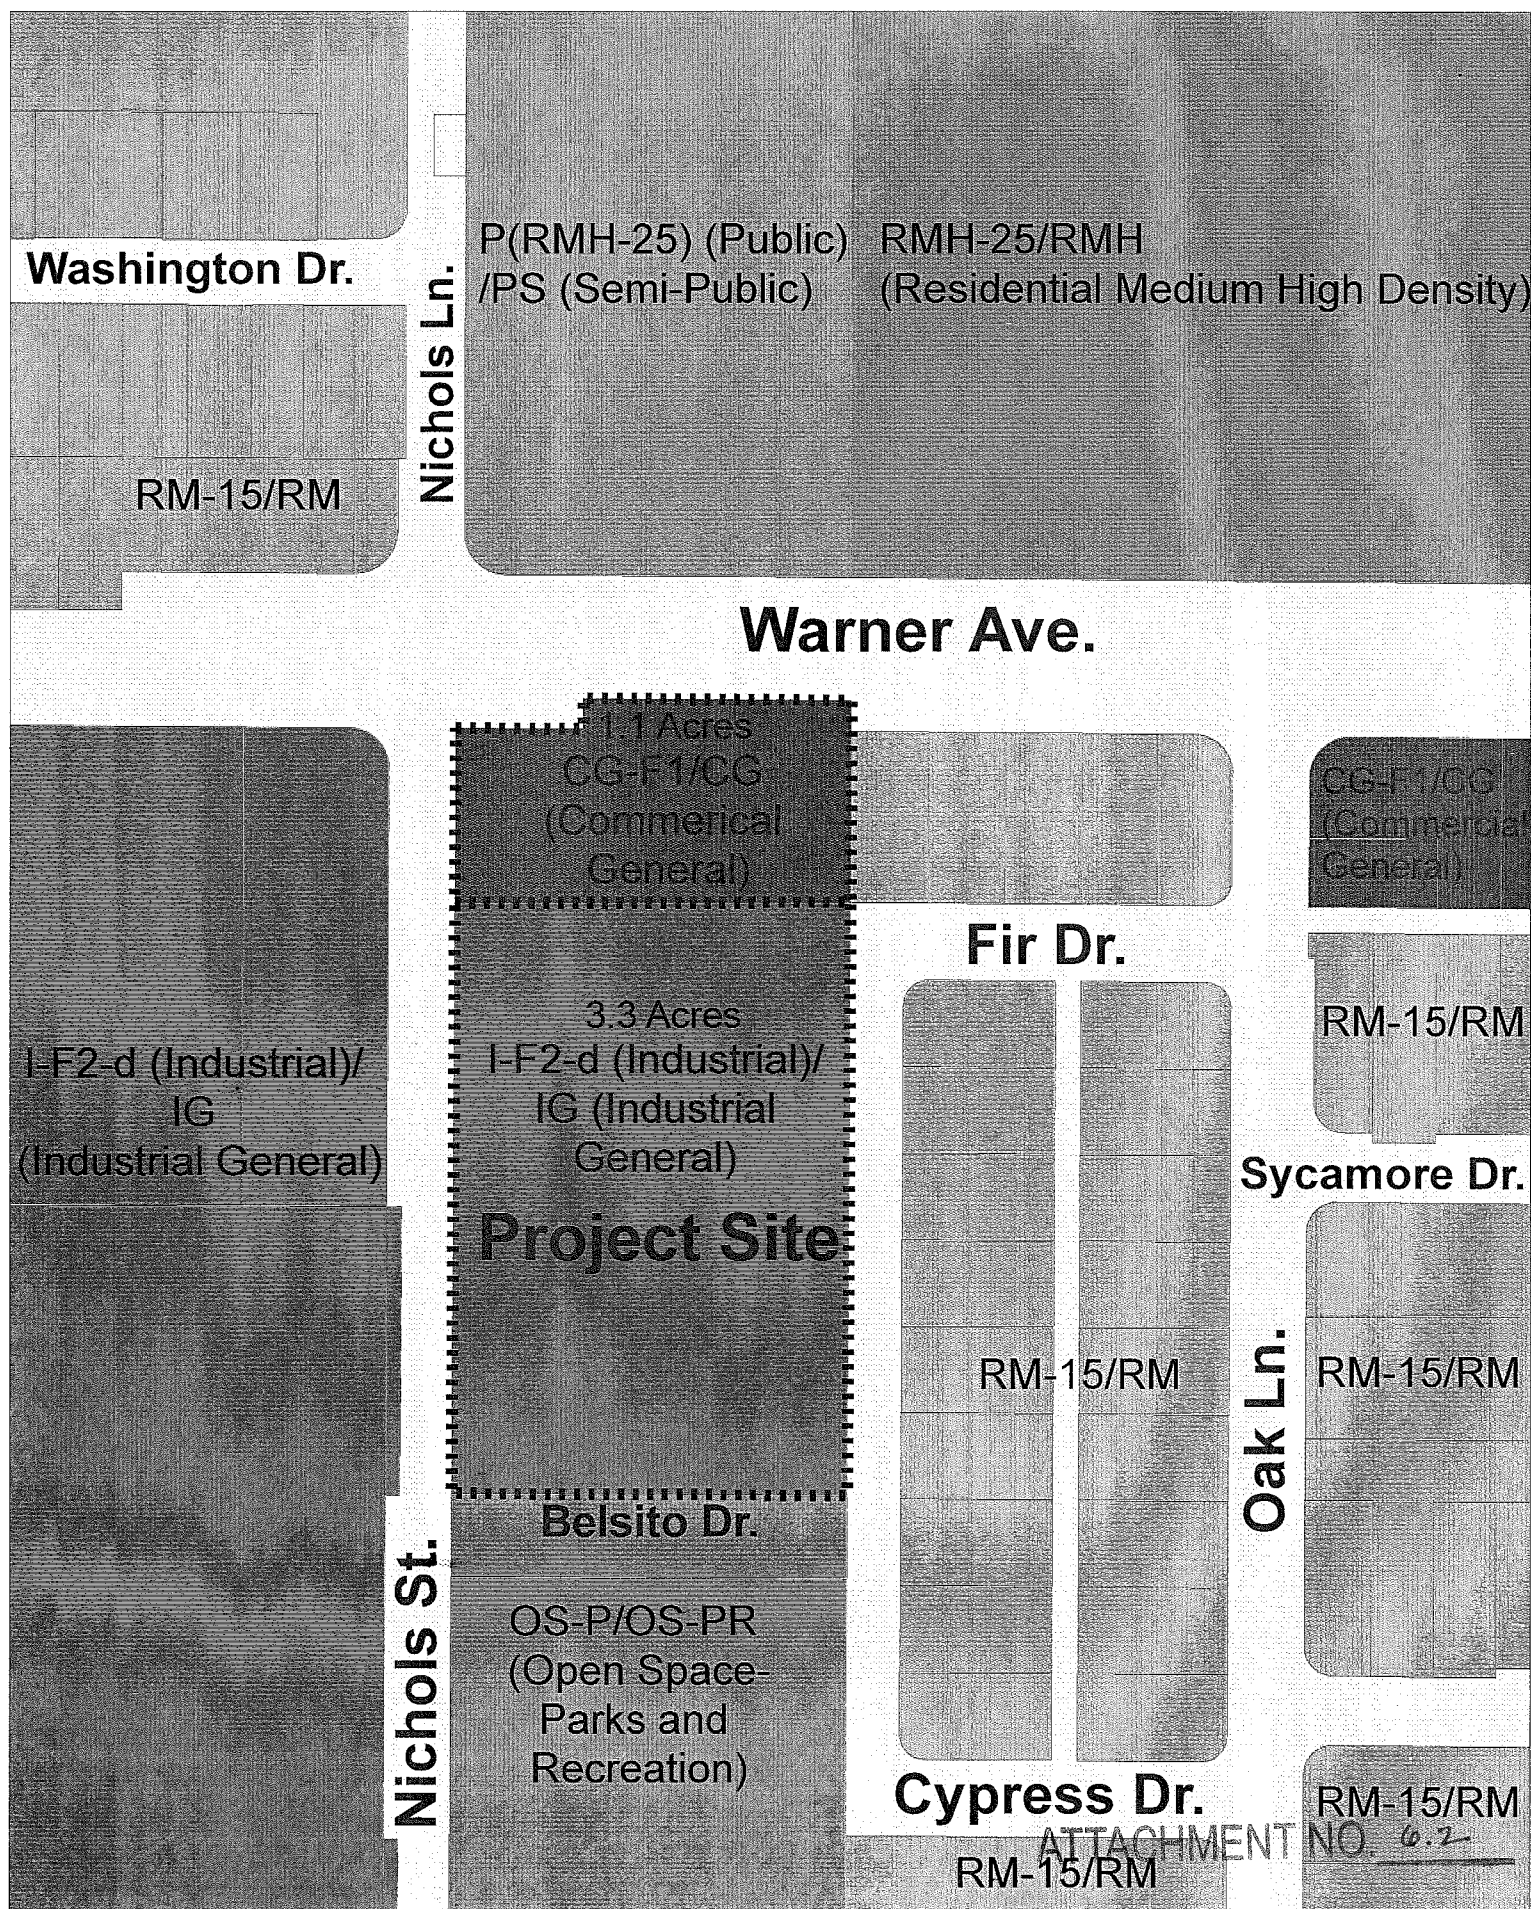 P(RMH-25) (Public)
/PS (Semi-Public)
RMH-25/RMH
(Residential Medium High Density)
Washington Dr.
Nichols Ln.
RM-15/RM
Warner Ave.
1.1 Acres
CG-F1/CG
(Commerical
General)
CG-F1/CG
(Commercial
General)
Fir Dr.
3.3 Acres
I-F2-d (Industrial)/
IG (Industrial
General)
RM-15/RM
I-F2-d (Industrial)/
IG
(Industrial General)
Sycamore Dr.
Project Site
RM-15/RM
RM-15/RM
Oak Ln.
Belsito Dr.
Nichols St.
OS-P/OS-PR
(Open Space-
Parks and
Recreation)
Cypress Dr.
RM-15/RM
ATTACHMENT NO. 6.2
RM-15/RM